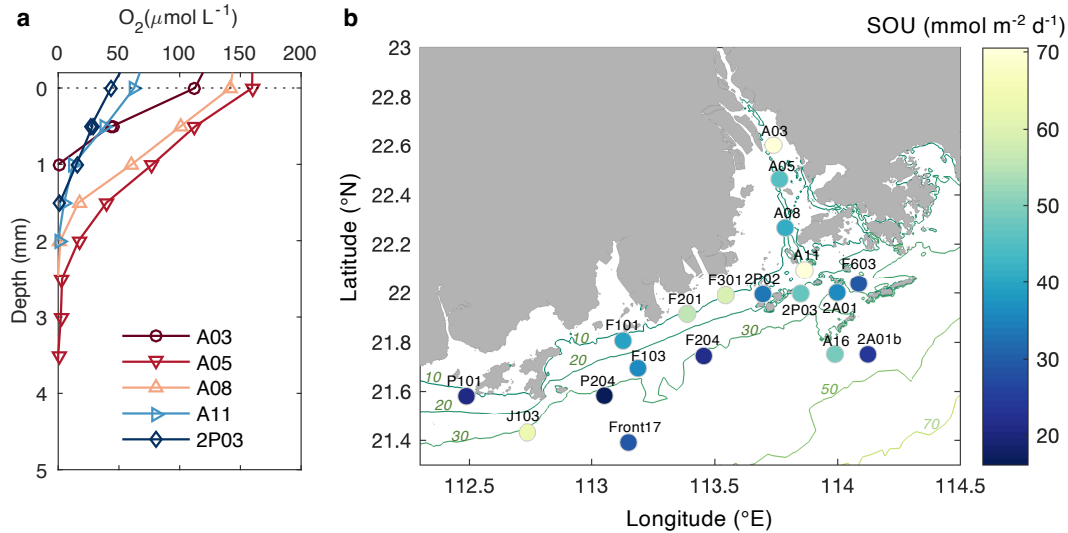 a
O2(μmol L-1)
0 50 100 150 200
0
1
2
3
4
5
Depth (mm)
A03
A05
A08
A11
2P03
b
SOU (mmol m-2 d-1)
23
22.8
22.6
22.4
22.2
22
21.8
21.6
21.4
Latitude (°N)
A03
A05
A08
A11
F603
F301 2P02
F201
2P03 2A01
F101
10
20
30
F204
A16 2A01b
F103
P101
10
P204
20
50
J103
30
Front17
70
112.5 113 113.5 114 114.5
Longitude (°E)
70
60
50
40
30
20